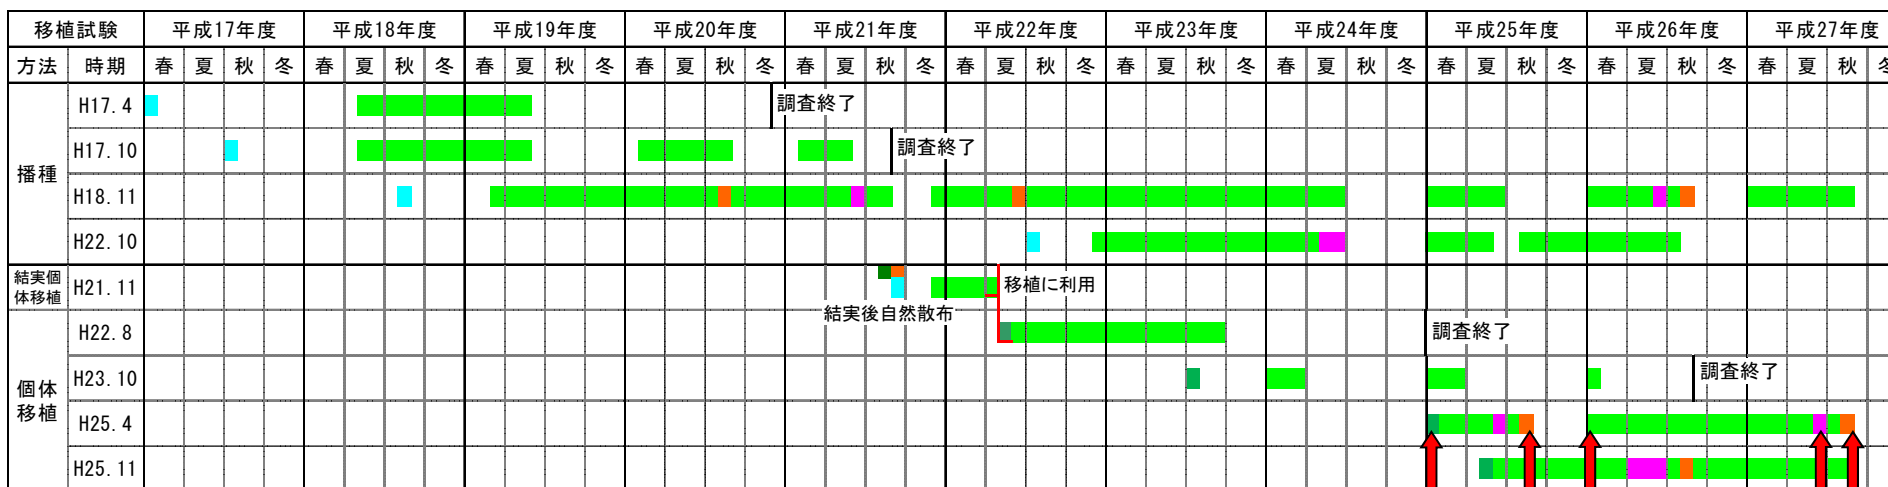 移植試験 平成17年度 平成18年度 平成19年度 平成20年度 平成21年度 平成22年度 平成23年度 平成24年度 平成25年度 平成26年度 平成27年度
方法 時期 春 夏 秋 冬 春 夏 秋 冬 春 夏 秋 冬 春 夏 秋 冬 春 夏 秋 冬 春 夏 秋 冬 春 夏 秋 冬 春 夏 秋 冬 春 夏 秋 冬 春 夏 秋 冬 春 夏 秋 冬
播種
H17.4 調査終了
H17.10 調査終了
H18.11
H22.10
結実個
体移植
H21.11 移植に利用
結実後自然散布
個体
移植
H22.8 調査終了
H23.10 調査終了
H25.4
H25.11